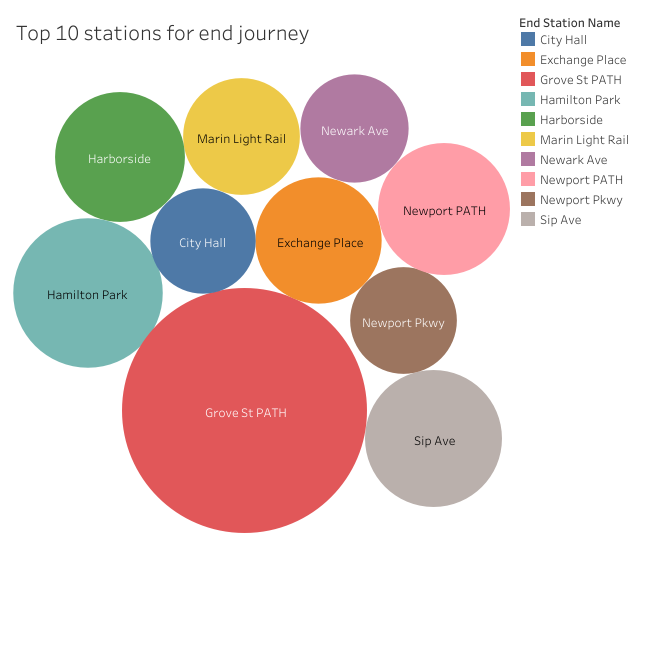 Top 10 stations for end journey
End Station Name
City Hall
Exchange Place
Grove St PATH
Hamilton Park
Harborside
Marin Light Rail
Newark Ave
Newport PATH
Newport Pkwy
Sip Ave
Newark Ave
Marin Light Rail
Harborside
Newport PATH
City Hall
Exchange Place
Hamilton Park
Newport Pkwy
Grove St PATH
Sip Ave